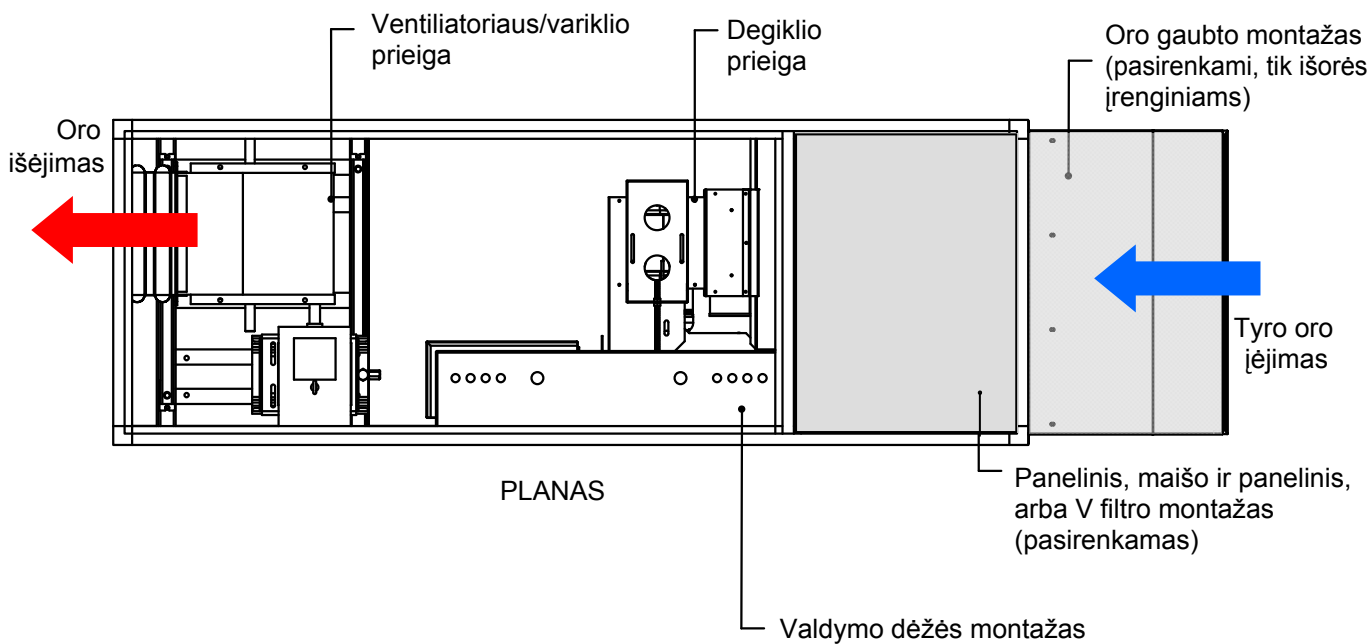 Ventiliatoriaus/variklio
prieiga
Degiklio
prieiga
Oro gaubto montažas
(pasirenkami, tik išorės
įrenginiams)
Oro
išėjimas
Tyro oro
įėjimas
PLANAS
Panelinis, maišo ir panelinis,
arba V filtro montažas
(pasirenkamas)
Valdymo dėžės montažas